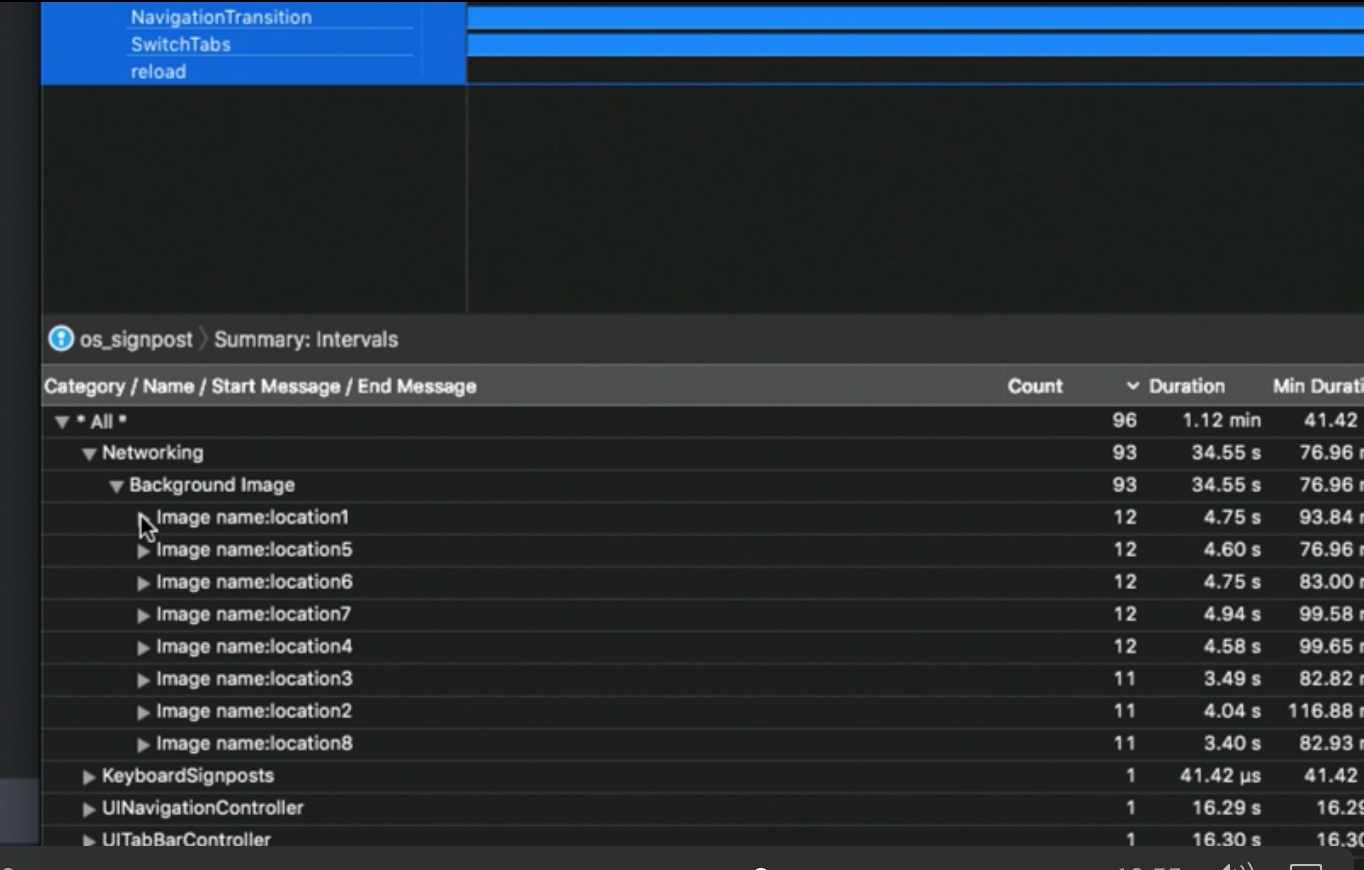 NavigationTransition
SwitchTabs
reload
os_signpost 〉 Summary: Intervals
Category / Name / Start Message / End Message Count Duration Min Durati
* All * 96 1.12 min 41.42
Networking 93 34.55 s 76.96
Background Image 93 34.55 s 76.96
Image name:location1 12 4.75 s 93.84
Image name:location5 12 4.60 s 76.96
Image name:location6 12 4.75 s 83.00
Image name:location7 12 4.94 s 99.58
Image name:location4 12 4.58 s 99.65
Image name:location3 11 3.49 s 82.82
Image name:location2 11 4.04 s 116.88
Image name:location8 11 3.40 s 82.93
KeyboardSignposts 1 41.42 µs 41.42
UINavigationController 1 16.29 s 16.29
UITabBarController 1 16.30 s 16.30